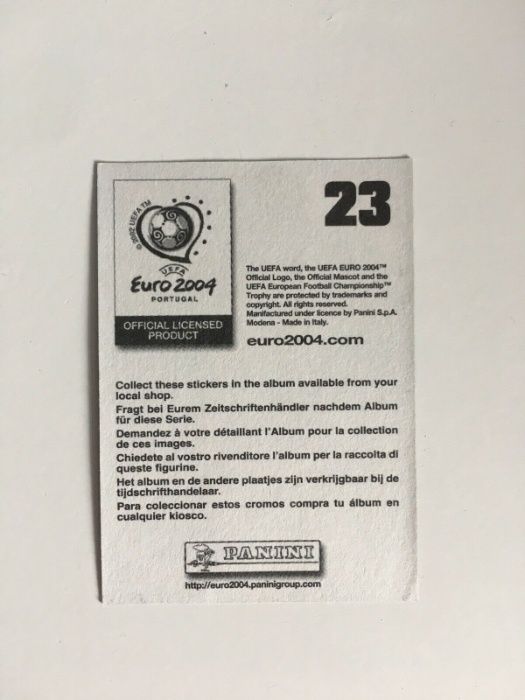 © 2002 UEFA TM
UEFA
EURO 2004
PORTUGAL
OFFICIAL LICENSED
PRODUCT
23
The UEFA word, the UEFA EURO 2004™
Official Logo, the Official Mascot and the
UEFA European Football Championship™
Trophy are protected by trademarks and
copyright. All rights reserved.
Manifactured under licence by Panini S.p.A.
Modena - Made in Italy.
euro2004.com
Collect these stickers in the album available from your
local shop.
Fragt bei Eurem Zeitschriftenhändler nachdem Album
für diese Serie.
Demandez à votre détaillant l'Album pour la collection
de ces images.
Chiedete al vostro rivenditore l'album per la raccolta di
queste figurine.
Het album en de andere plaatjes zijn verkrijgbaar bij de
tijdschrifthandelaar.
Para coleccionar estos cromos compra tu álbum en
cualquier kiosco.
PANINI
http://euro2004.paninigroup.com